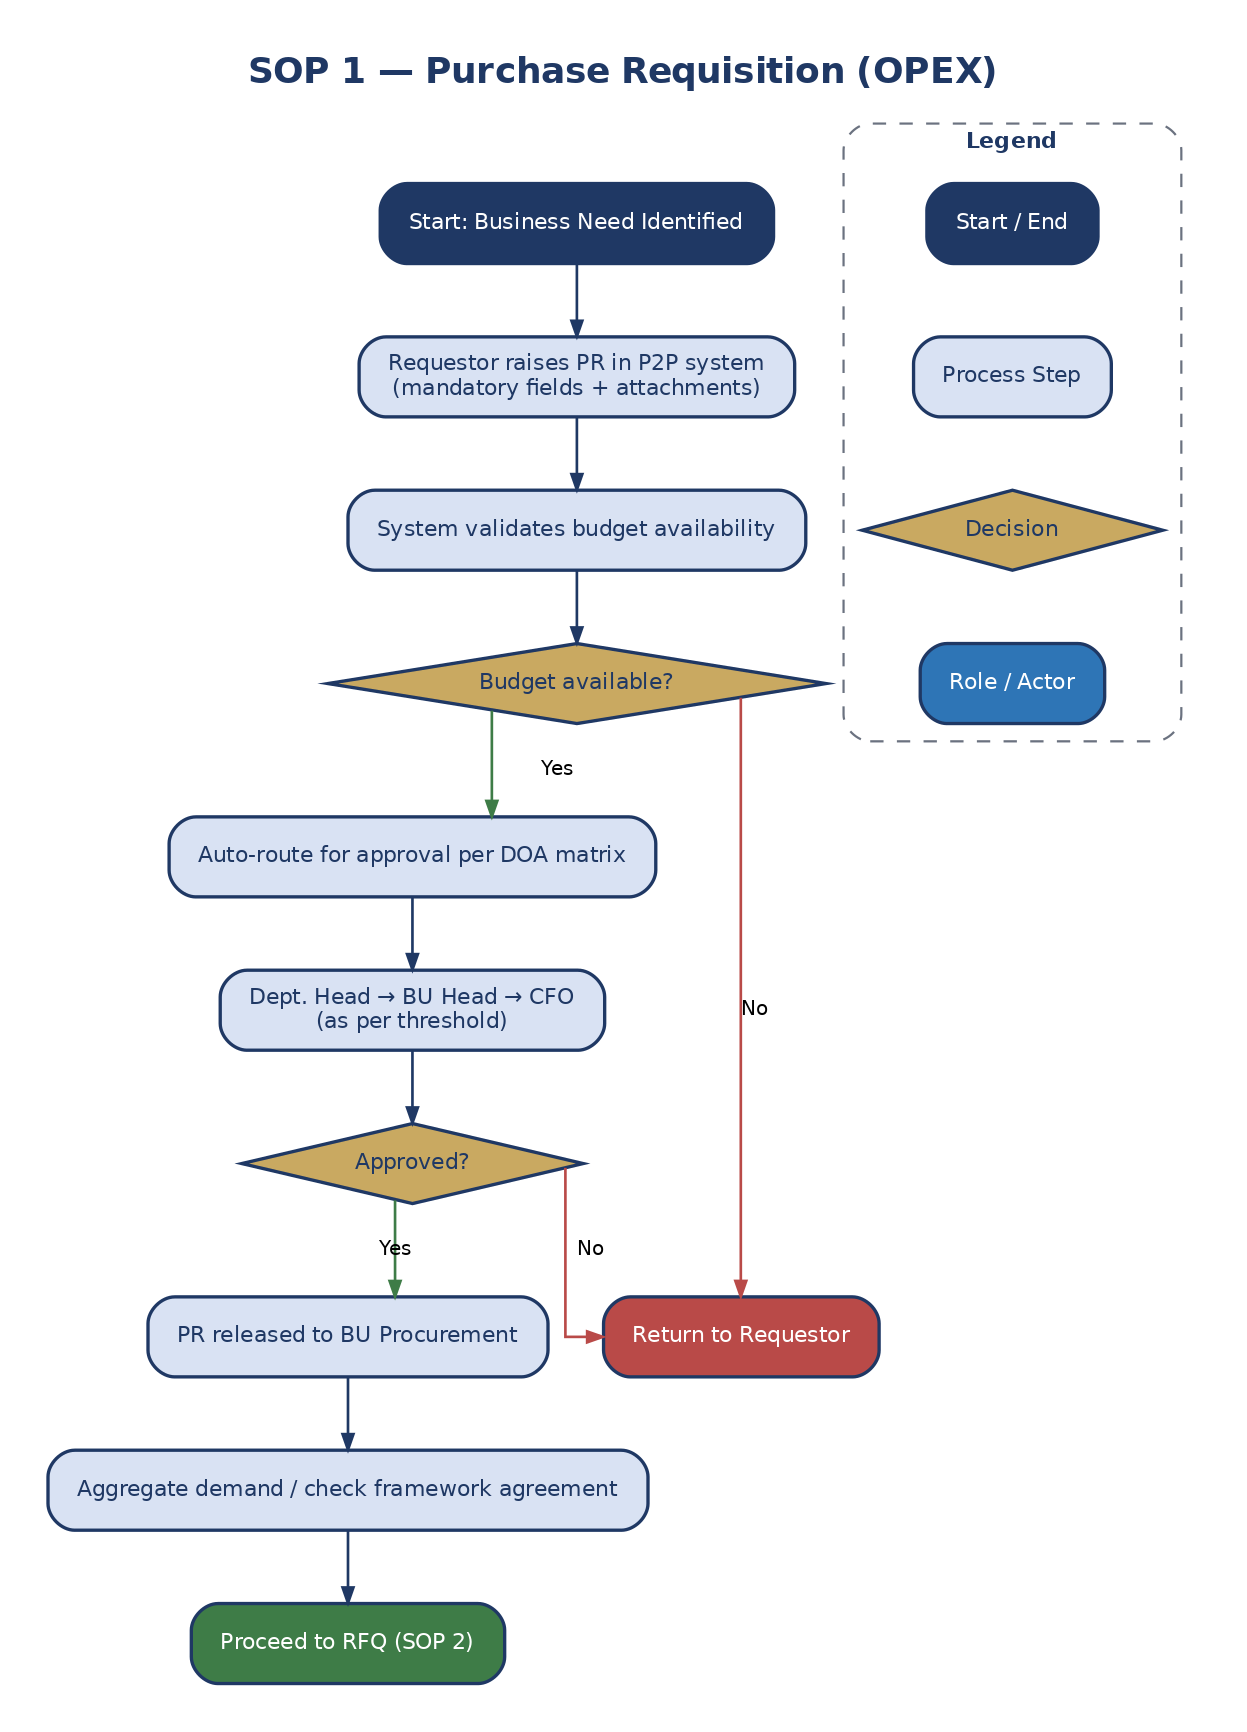 SOP 1 — Purchase Requisition (OPEX)
Legend
Start: Business Need Identified
Start / End
Requestor raises PR in P2P system
(mandatory fields + attachments)
Process Step
System validates budget availability
Decision
Budget available?
Role / Actor
Yes
Auto-route for approval per DOA matrix
Dept. Head → BU Head → CFO
(as per threshold)
No
Approved?
Yes
No
PR released to BU Procurement
Return to Requestor
Aggregate demand / check framework agreement
Proceed to RFQ (SOP 2)